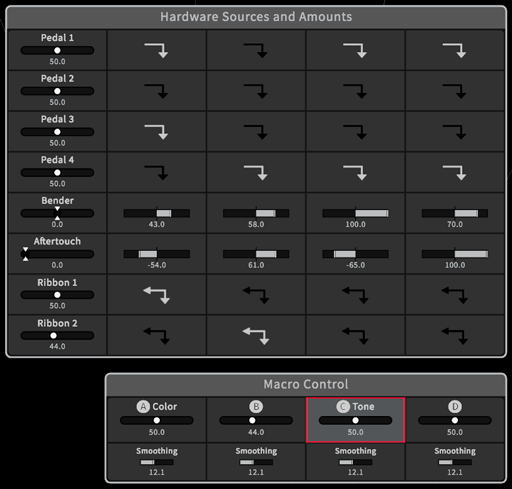 Hardware Sources and Amounts
Pedal 1
50.0
Pedal 2
50.0
Pedal 3
50.0
Pedal 4
50.0
Bender
0.0 43.0 58.0 100.0 70.0
Aftertouch
0.0 -54.0 61.0 -65.0 100.0
Ribbon 1
50.0
Ribbon 2
44.0
Macro Control
A Color B C Tone D
50.0 44.0 50.0 50.0
Smoothing Smoothing Smoothing Smoothing
12.1 12.1 12.1 12.1